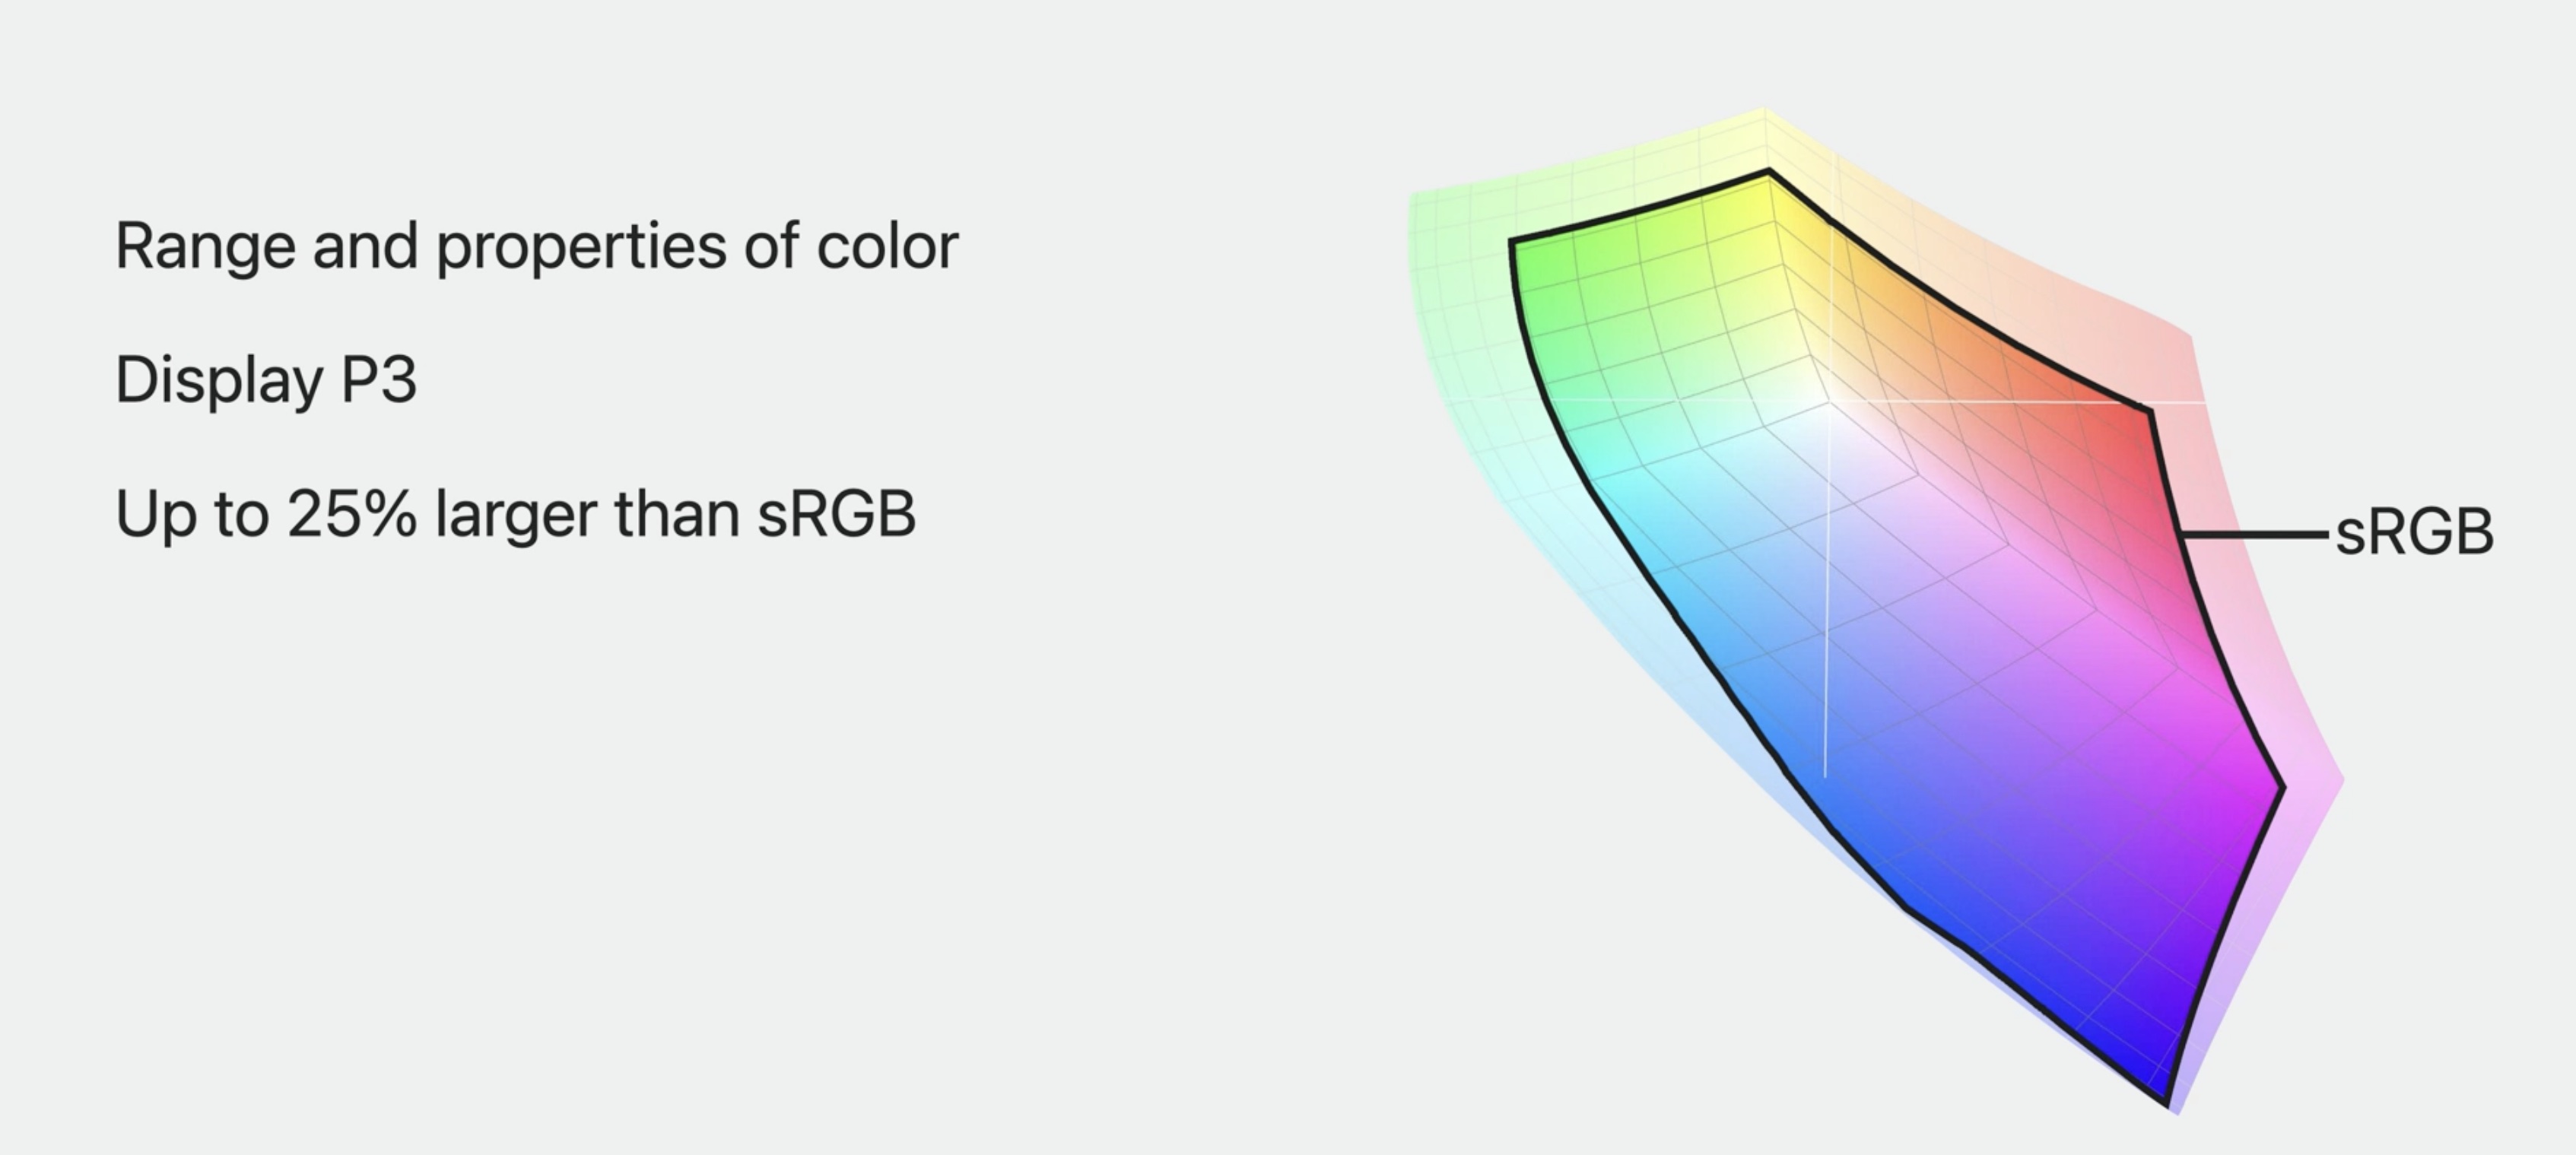 Range and properties of color
Display P3
Up to 25% larger than sRGB
sRGB